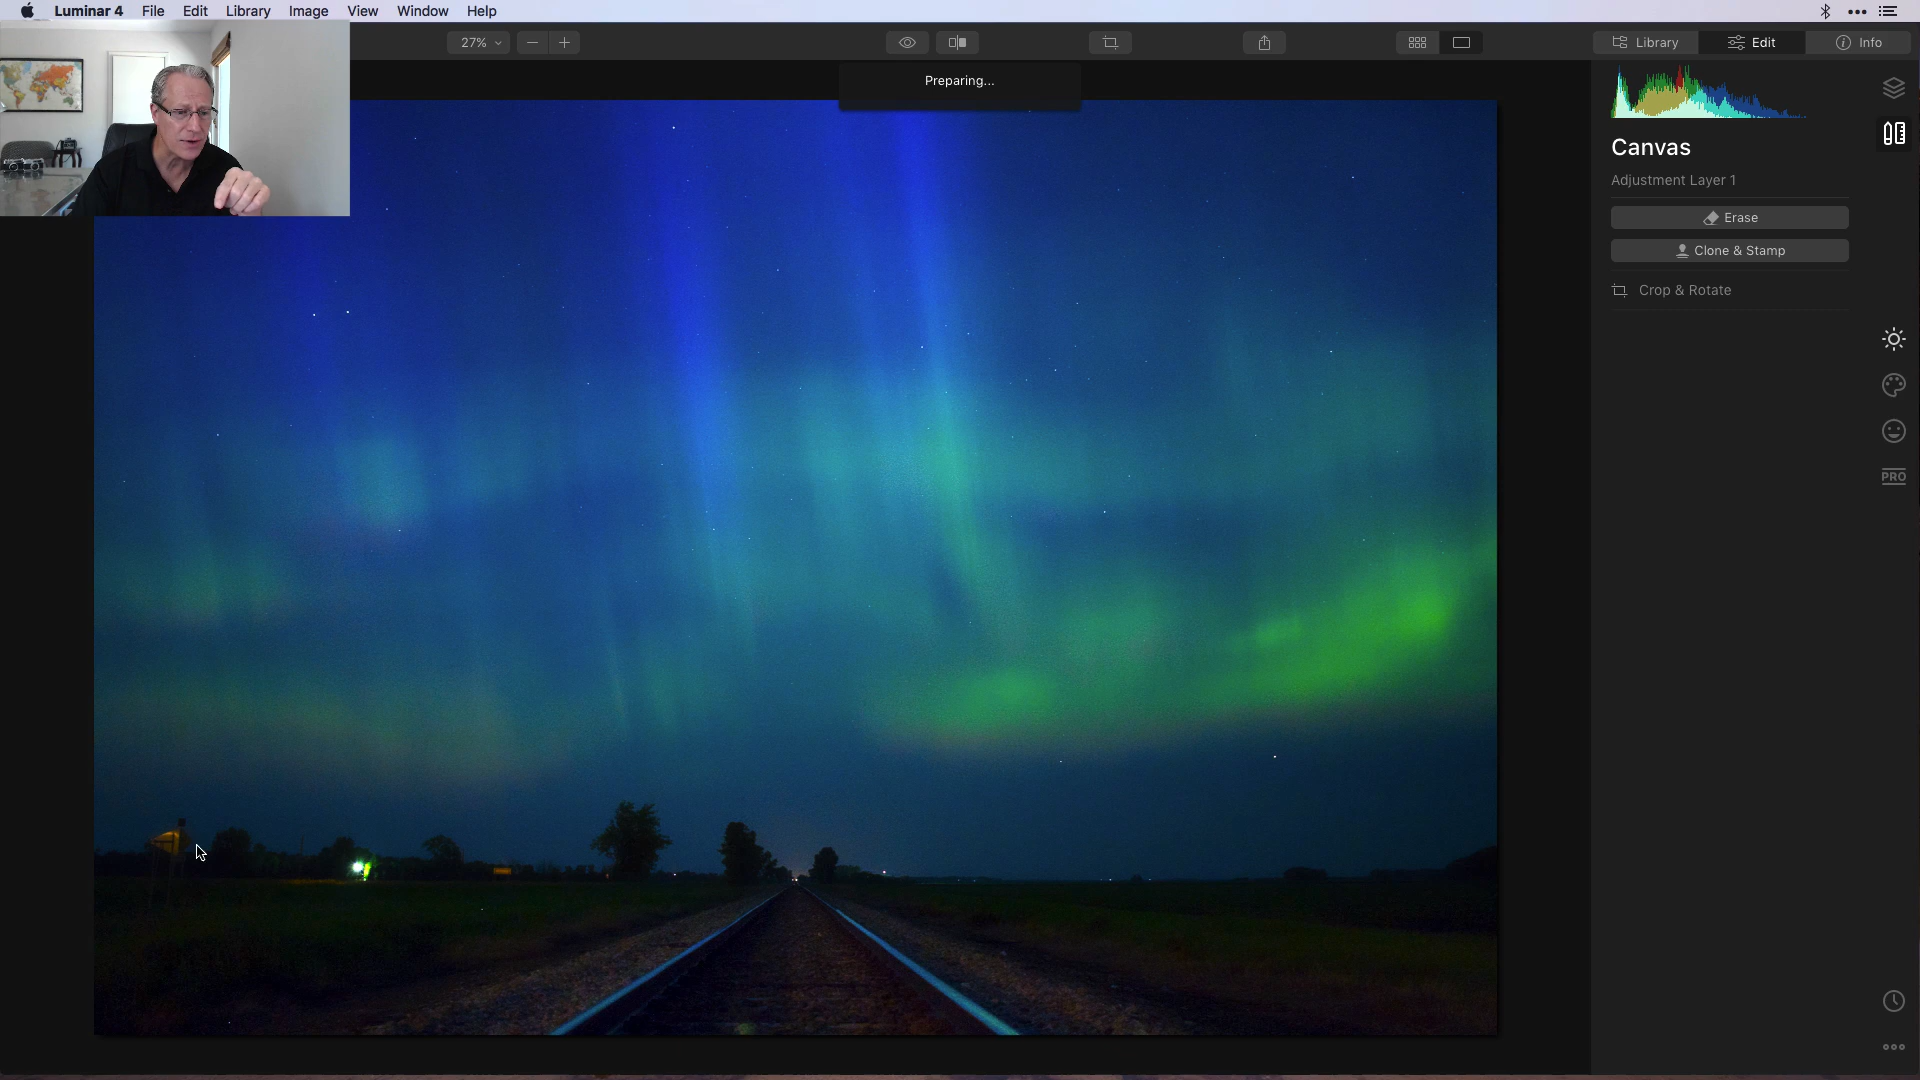 Luminar 4 File Edit Library Image View Window Help
27%
Library Edit Info
Preparing...
Canvas
Adjustment Layer 1
Erase
Clone & Stamp
Crop & Rotate
PRO